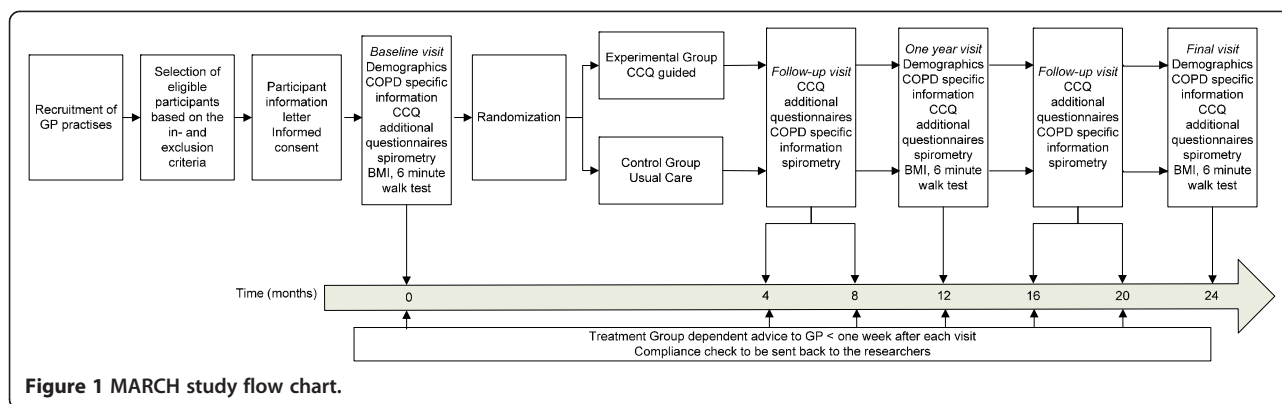 Recruitment of
GP practises
Selection of
eligible
participants
based on the
in- and
exclusion
criteria
Participant
information
letter
Informed
consent
Baseline visit
Demographics
COPD specific
information
CCQ
additional
questionnaires
spirometry
BMI, 6 minute
walk test
Randomization
Experimental Group
CCQ guided
Control Group
Usual Care
Follow-up visit
CCQ
additional
questionnaires
COPD specific
information
spirometry
One year visit
Demographics
COPD specific
information
CCQ
additional
questionnaires
spirometry
BMI, 6 minute
walk test
Follow-up visit
CCQ
additional
questionnaires
COPD specific
information
spirometry
Final visit
Demographics
COPD specific
information
CCQ
additional
questionnaires
spirometry
BMI, 6 minute
walk test
Time (months) 0 4 8 12 16 20 24
Treatment Group dependent advice to GP < one week after each visit
Compliance check to be sent back to the researchers
Figure 1 MARCH study flow chart.